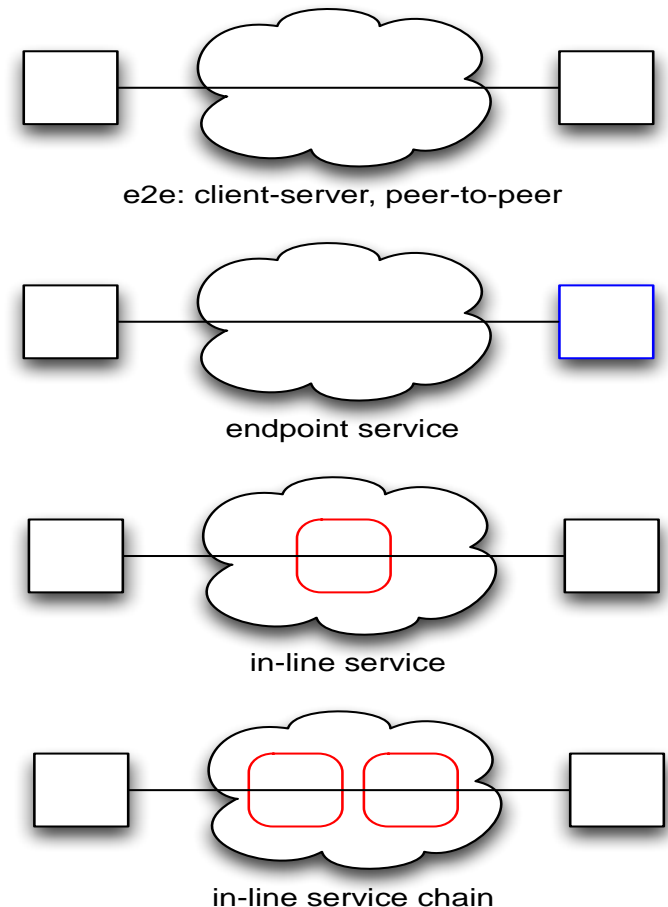 e2e: client-server, peer-to-peer
endpoint service
in-line service
in-line service chain